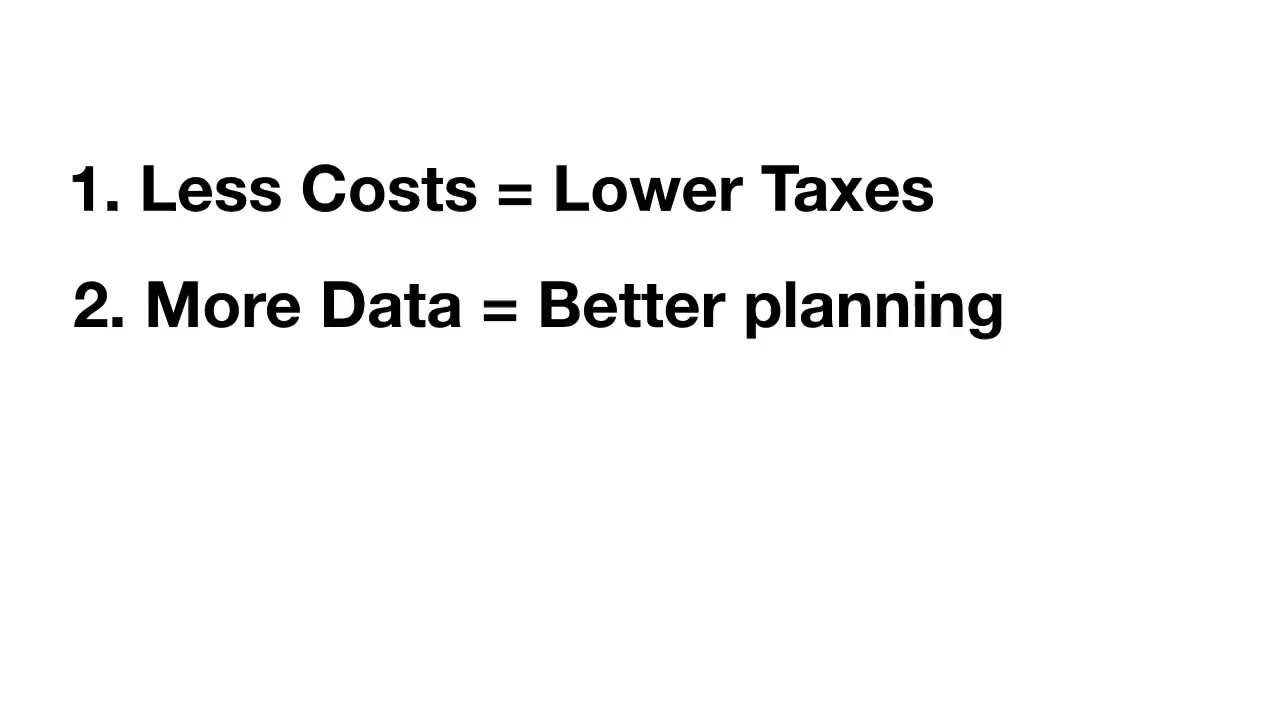 1. Less Costs = Lower Taxes
2. More Data = Better planning